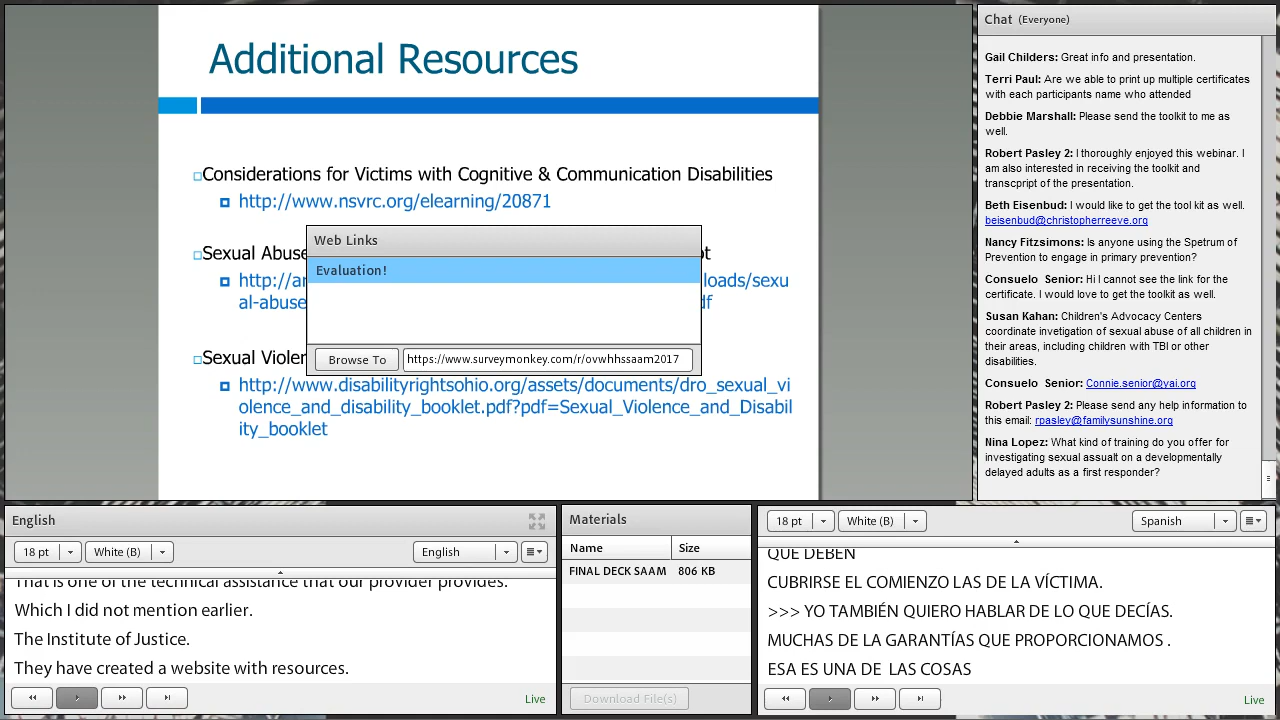 Additional Resources
Considerations for Victims with Cognitive & Communication Disabilities
http://www.nsvrc.org/elearning/20871
Sexual Abuse
http://ar
loads/sexu
al-abuse
df
Sexual Violen
http://www.disabilityrightsohio.org/assets/documents/dro_sexual_vi
olence_and_disability_booklet.pdf?pdf=Sexual_Violence_and_Disabil
ity_booklet
Web Links
Evaluation!
Browse To https://www.surveymonkey.com/r/ovwhhssaam2017
Chat (Everyone)
Gail Childers: Great info and presentation.
Terri Paul: Are we able to print up multiple certificates
with each participants name who attended
Debbie Marshall: Please send the toolkit to me as
well.
Robert Pasley 2: I thoroughly enjoyed this webinar. I
am also interested in receiving the toolkit and
transcpript of the presentation.
Beth Eisenbud: I would like to get the tool kit as well.
beisenbud@christopherreeve.org
Nancy Fitzsimons: Is anyone using the Spetrum of
Prevention to engage in primary prevention?
Consuelo Senior: Hi I cannot see the link for the
certificate. I would love to get the toolkit as well.
Susan Kahan: Children's Advocacy Centers
coordinate invetigation of sexual abuse of all children in
their areas, including children with TBI or other
disabilities.
Consuelo Senior: Connie.senior@yai.org
Robert Pasley 2: Please send any help information to
this email: rpasley@familysunshine.org
Nina Lopez: What kind of training do you offer for
investigating sexual assualt on a developmentally
delayed adults as a first responder?
English
18 pt White (B) English
That is one of the technical assistance that our provider provides.
Which I did not mention earlier.
The Institute of Justice.
They have created a website with resources.
Live
Materials
Name Size
FINAL DECK SAAM 806 KB
Download File(s)
18 pt White (B) Spanish
QUE DEBEN
CUBRIRSE EL COMIENZO LAS DE LA VÍCTIMA.
>>> YO TAMBIÉN QUIERO HABLAR DE LO QUE DECÍAS.
MUCHAS DE LA GARANTÍAS QUE PROPORCIONAMOS .
ESA ES UNA DE LAS COSAS
Live